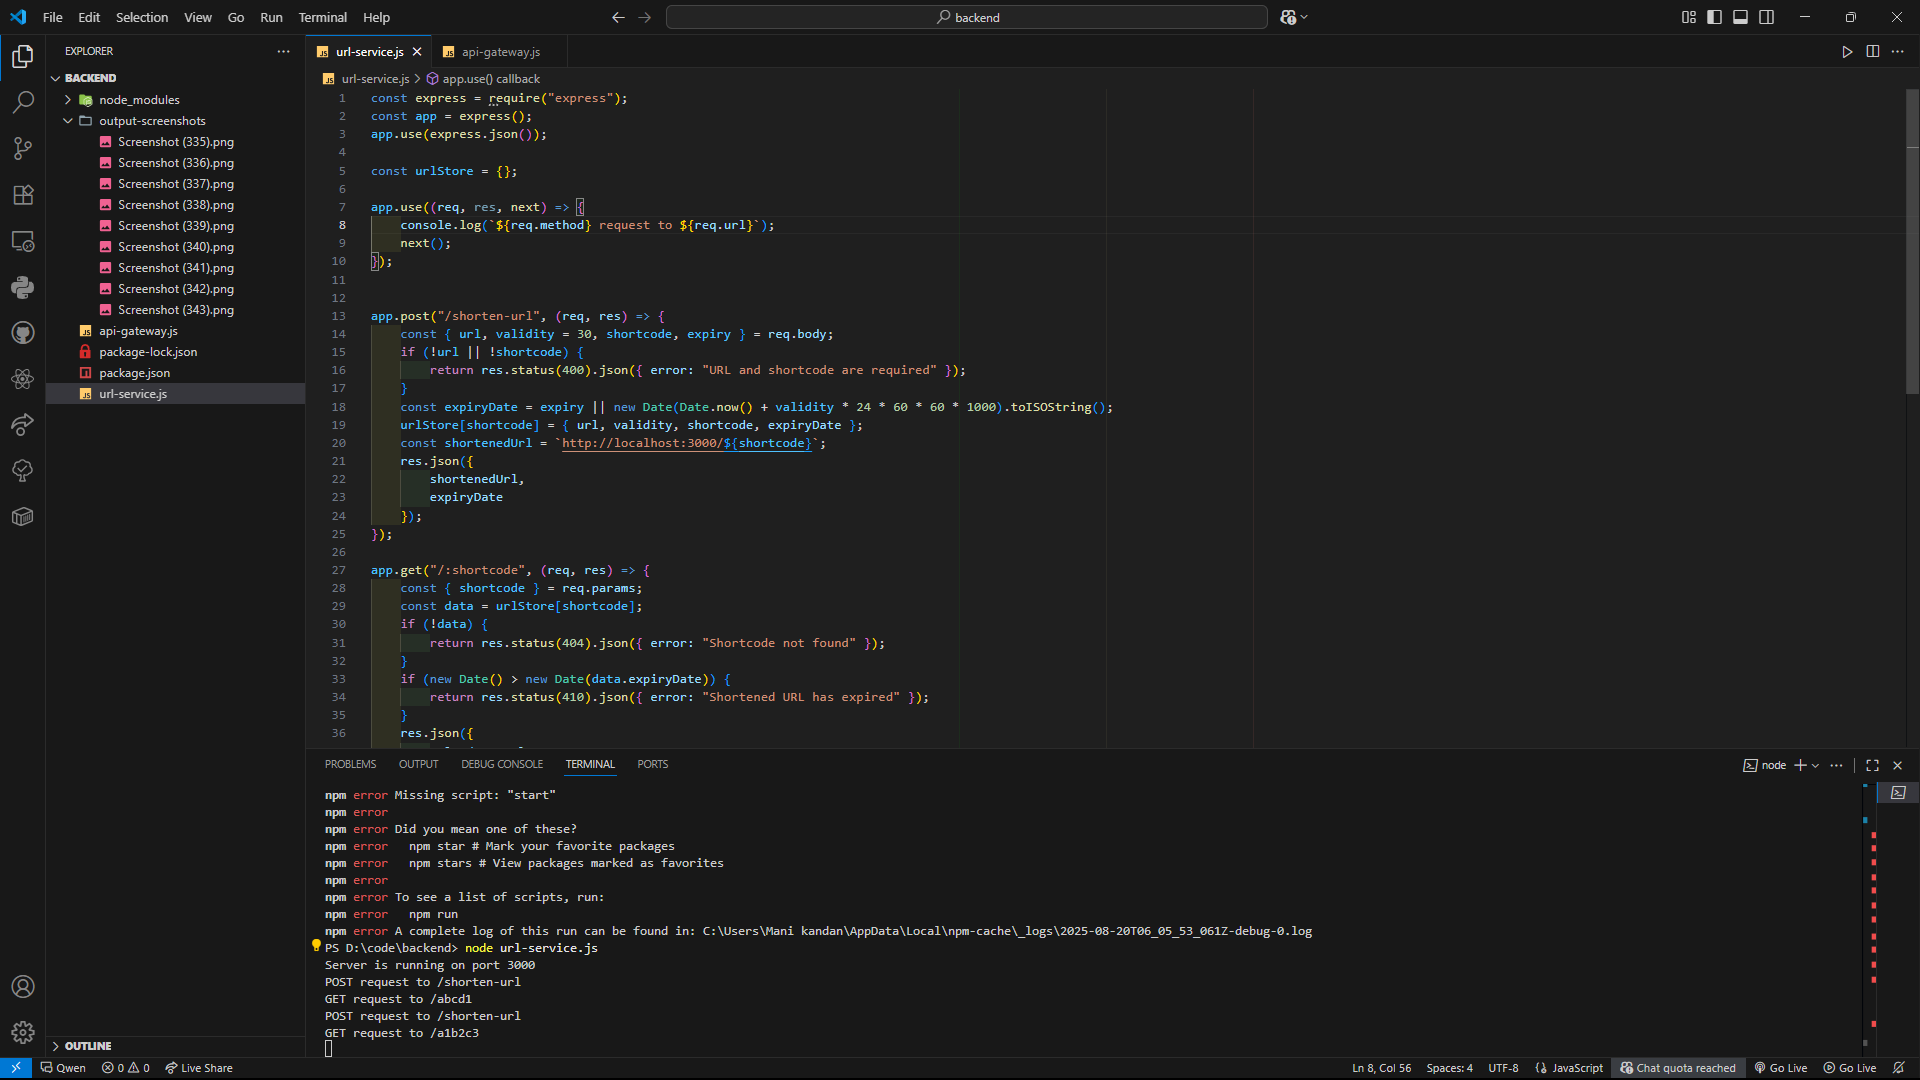 File Edit Selection View Go Run Terminal Help
backend
EXPLORER
BACKEND
node_modules
output-screenshots
Screenshot (335).png
Screenshot (336).png
Screenshot (337).png
Screenshot (338).png
Screenshot (339).png
Screenshot (340).png
Screenshot (341).png
Screenshot (342).png
Screenshot (343).png
api-gateway.js
package-lock.json
package.json
url-service.js
OUTLINE
url-service.js api-gateway.js
url-service.js > app.use() callback
1 const express = require("express");
2 const app = express();
3 app.use(express.json());
4
5 const urlStore = {};
6
7 app.use((req, res, next) => {
8     console.log(`${req.method} request to ${req.url}`);
9     next();
10 });
11
12
13 app.post("/shorten-url", (req, res) => {
14     const { url, validity = 30, shortcode, expiry } = req.body;
15     if (!url || !shortcode) {
16         return res.status(400).json({ error: "URL and shortcode are required" });
17     }
18     const expiryDate = expiry || new Date(Date.now() + validity * 24 * 60 * 60 * 1000).toISOString();
19     urlStore[shortcode] = { url, validity, shortcode, expiryDate };
20     const shortenedUrl = `http://localhost:3000/${shortcode}`;
21     res.json({
22         shortenedUrl,
23         expiryDate
24     });
25 });
26
27 app.get("/:shortcode", (req, res) => {
28     const { shortcode } = req.params;
29     const data = urlStore[shortcode];
30     if (!data) {
31         return res.status(404).json({ error: "Shortcode not found" });
32     }
33     if (new Date() > new Date(data.expiryDate)) {
34         return res.status(410).json({ error: "Shortened URL has expired" });
35     }
36     res.json({
PROBLEMS OUTPUT DEBUG CONSOLE TERMINAL PORTS
node
npm error Missing script: "start"
npm error
npm error Did you mean one of these?
npm error   npm star # Mark your favorite packages
npm error   npm stars # View packages marked as favorites
npm error
npm error To see a list of scripts, run:
npm error   npm run
npm error A complete log of this run can be found in: C:\Users\Mani kandan\AppData\Local\npm-cache\_logs\2025-08-20T06_05_53_061Z-debug-0.log
PS D:\code\backend> node url-service.js
Server is running on port 3000
POST request to /shorten-url
GET request to /abcd1
POST request to /shorten-url
GET request to /a1b2c3
Qwen 0 0 Live Share Ln 8, Col 56 Spaces: 4 UTF-8 {} JavaScript Chat quota reached Go Live Go Live